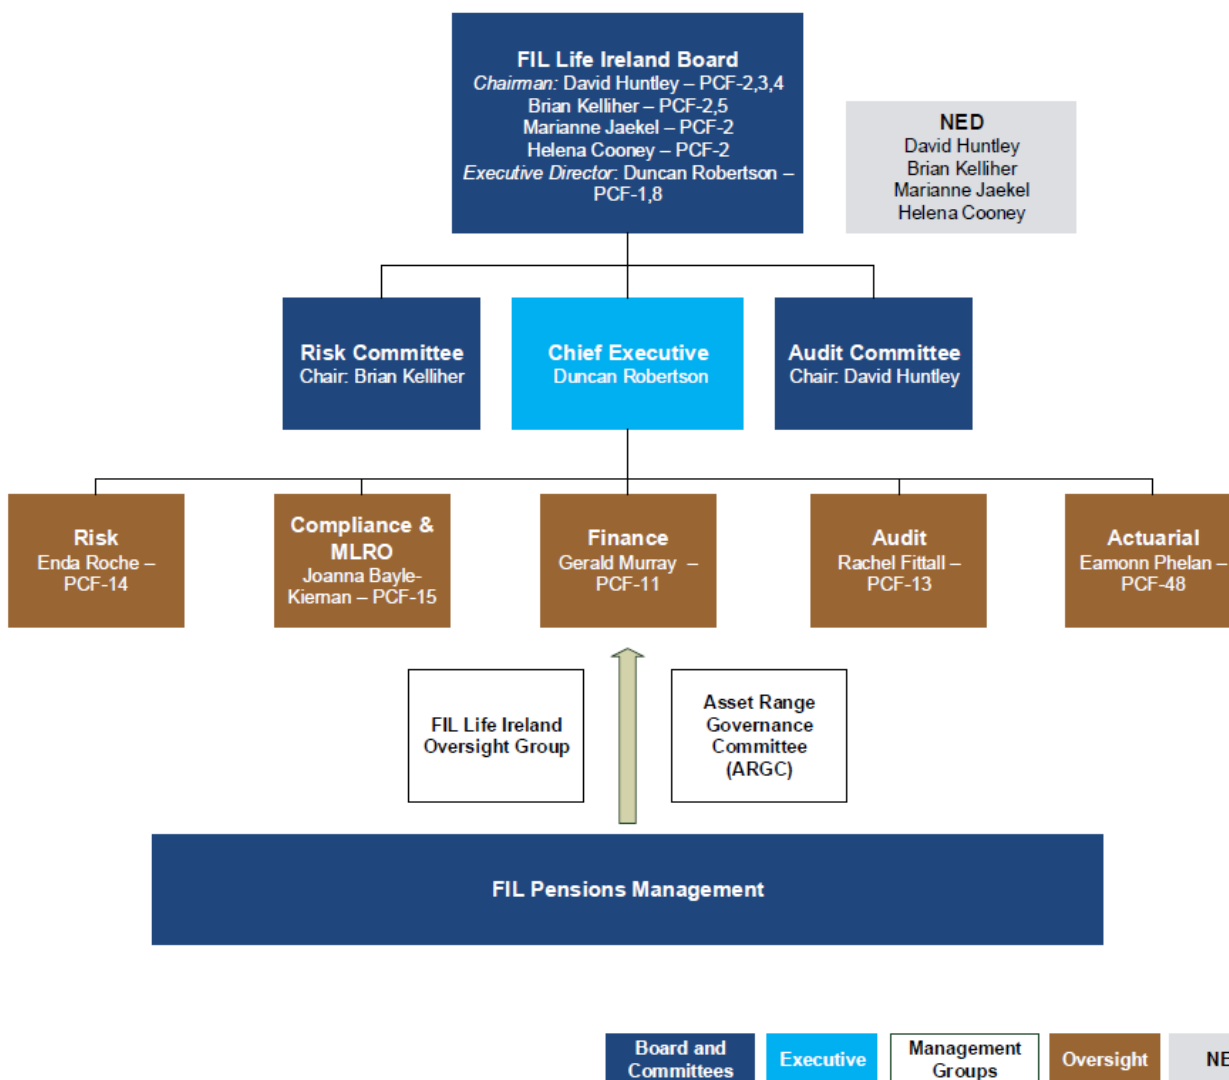 FIL Life Ireland Board
Chairman: David Huntley – PCF-2,3,4
Brian Kelliher – PCF-2,5
Marianne Jaekel – PCF-2
Helena Cooney – PCF-2
Executive Director: Duncan Robertson –
PCF-1,8
NED
David Huntley
Brian Kelliher
Marianne Jaekel
Helena Cooney
Risk Committee
Chair: Brian Kelliher
Chief Executive
Duncan Robertson
Audit Committee
Chair: David Huntley
Risk
Enda Roche –
PCF-14
Compliance &
MLRO
Joanna Bayle-
Kiernan – PCF-15
Finance
Gerald Murray –
PCF-11
Audit
Rachel Fittall –
PCF-13
Actuarial
Eamonn Phelan –
PCF-48
FIL Life Ireland
Oversight Group
Asset Range
Governance
Committee
(ARGC)
FIL Pensions Management
Board and
Committees
Executive
Management
Groups
Oversight